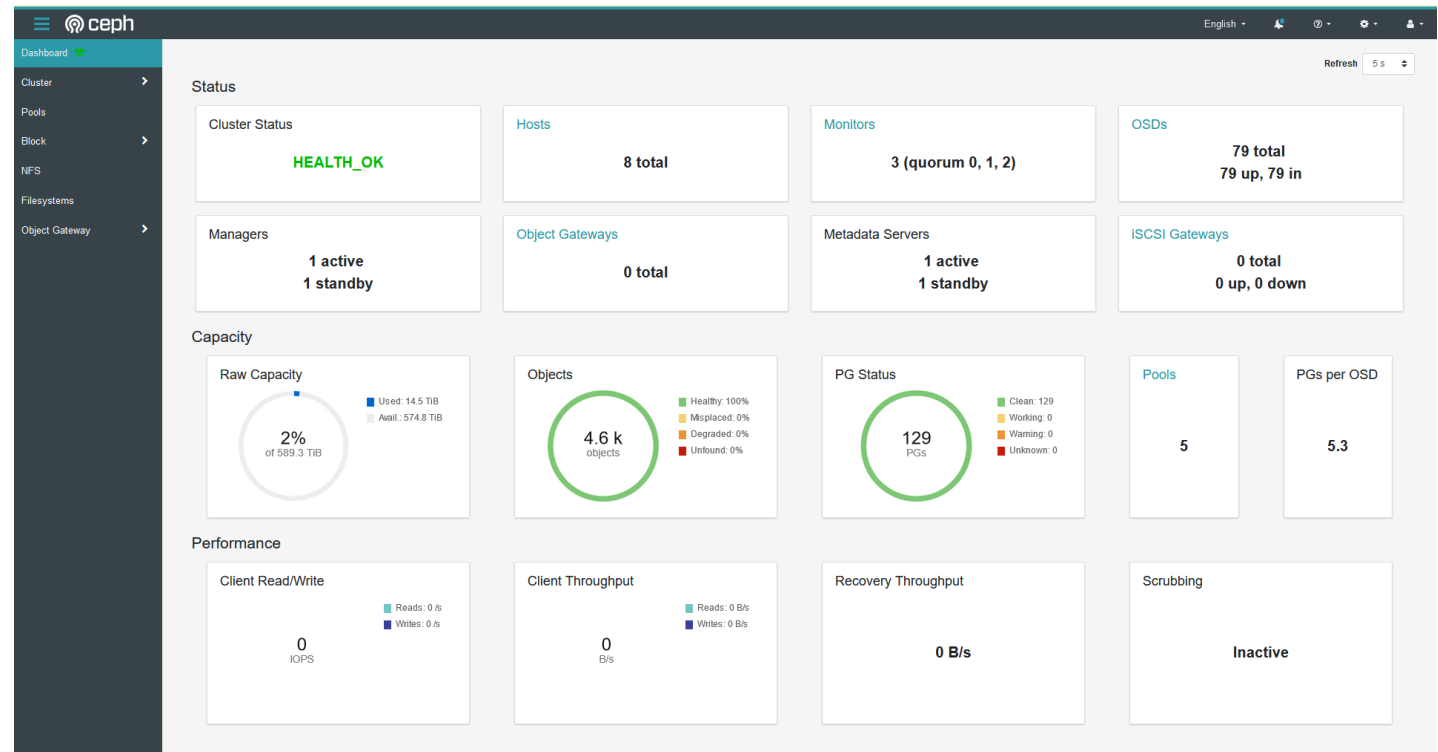 ceph
English
Dashboard
Refresh 5 s
Cluster
Pools
Block
NFS
Filesystems
Object Gateway
Status
Cluster Status
HEALTH_OK
Hosts
8 total
Monitors
3 (quorum 0, 1, 2)
OSDs
79 total
79 up, 79 in
Managers
1 active
1 standby
Object Gateways
0 total
Metadata Servers
1 active
1 standby
iSCSI Gateways
0 total
0 up, 0 down
Capacity
Raw Capacity
2%
of 589.3 TiB
Used: 14.5 TiB
Avail.: 574.8 TiB
Objects
4.6 k
objects
Healthy: 100%
Misplaced: 0%
Degraded: 0%
Unfound: 0%
PG Status
129
PGs
Clean: 129
Working: 0
Warning: 0
Unknown: 0
Pools
5
PGs per OSD
5.3
Performance
Client Read/Write
Reads: 0 /s
Writes: 0 /s
0
IOPS
Client Throughput
Reads: 0 B/s
Writes: 0 B/s
0
B/s
Recovery Throughput
0 B/s
Scrubbing
Inactive